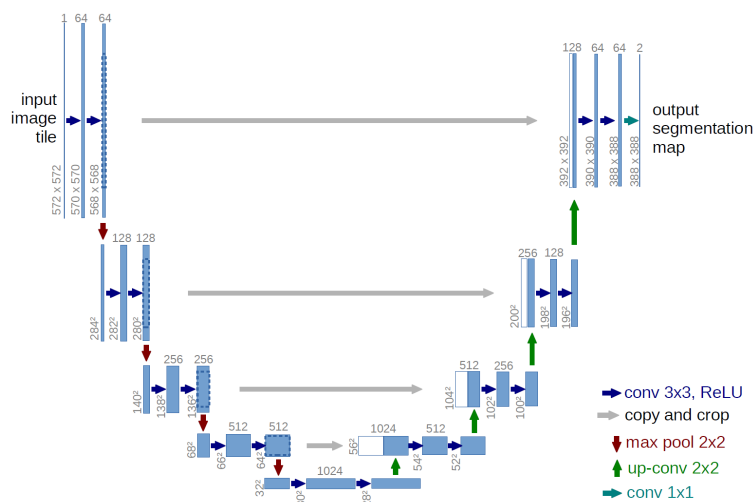 1 64 64
128 64 64 2
input
image
tile
output
segmentation
map
572 x 572
570 x 570
568 x 568
392 x 392
390 x 390
388 x 388
388 x 388
128 128
256 128
284²
282²
280²
200²
198²
196²
256 256
512 256
140²
138²
136²
104²
102²
100²
512 512
1024 512
68²
66²
64²
56²
54²
52²
1024
32²
conv 3x3, ReLU
copy and crop
max pool 2x2
up-conv 2x2
conv 1x1